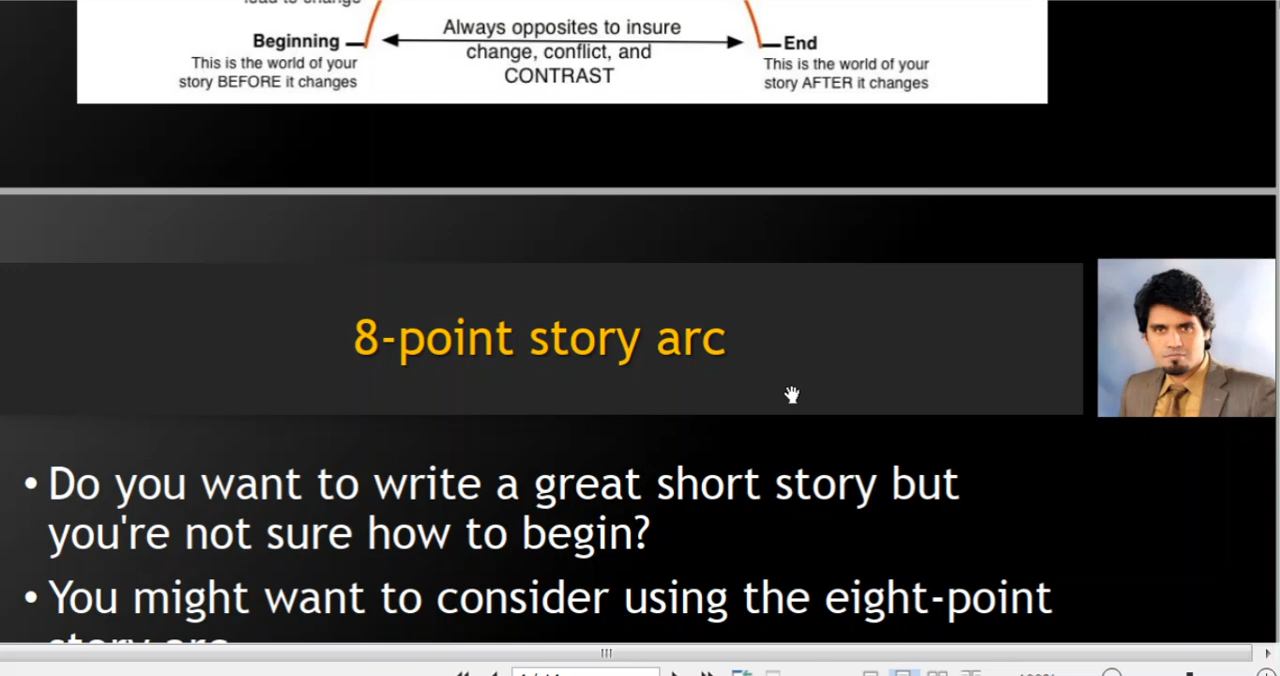 Always opposites to insure
change, conflict, and
CONTRAST
Beginning
This is the world of your
story BEFORE it changes
End
This is the world of your
story AFTER it changes
8-point story arc
• Do you want to write a great short story but
you're not sure how to begin?
• You might want to consider using the eight-point